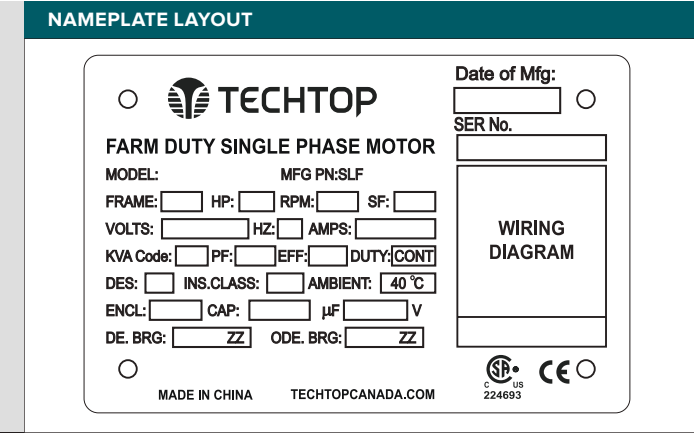 NAMEPLATE LAYOUT
TECHTOP
Date of Mfg:
SER No.
FARM DUTY SINGLE PHASE MOTOR
MODEL: MFG PN:SLF
FRAME: HP: RPM: SF:
VOLTS: HZ: AMPS:
KVA Code: PF: EFF: DUTY: CONT
DES: INS.CLASS: AMBIENT: 40 °C
ENCL: CAP: µF V
DE. BRG: ZZ ODE. BRG: ZZ
WIRING
DIAGRAM
MADE IN CHINA TECHTOPCANADA.COM
C SP US
224693
CE